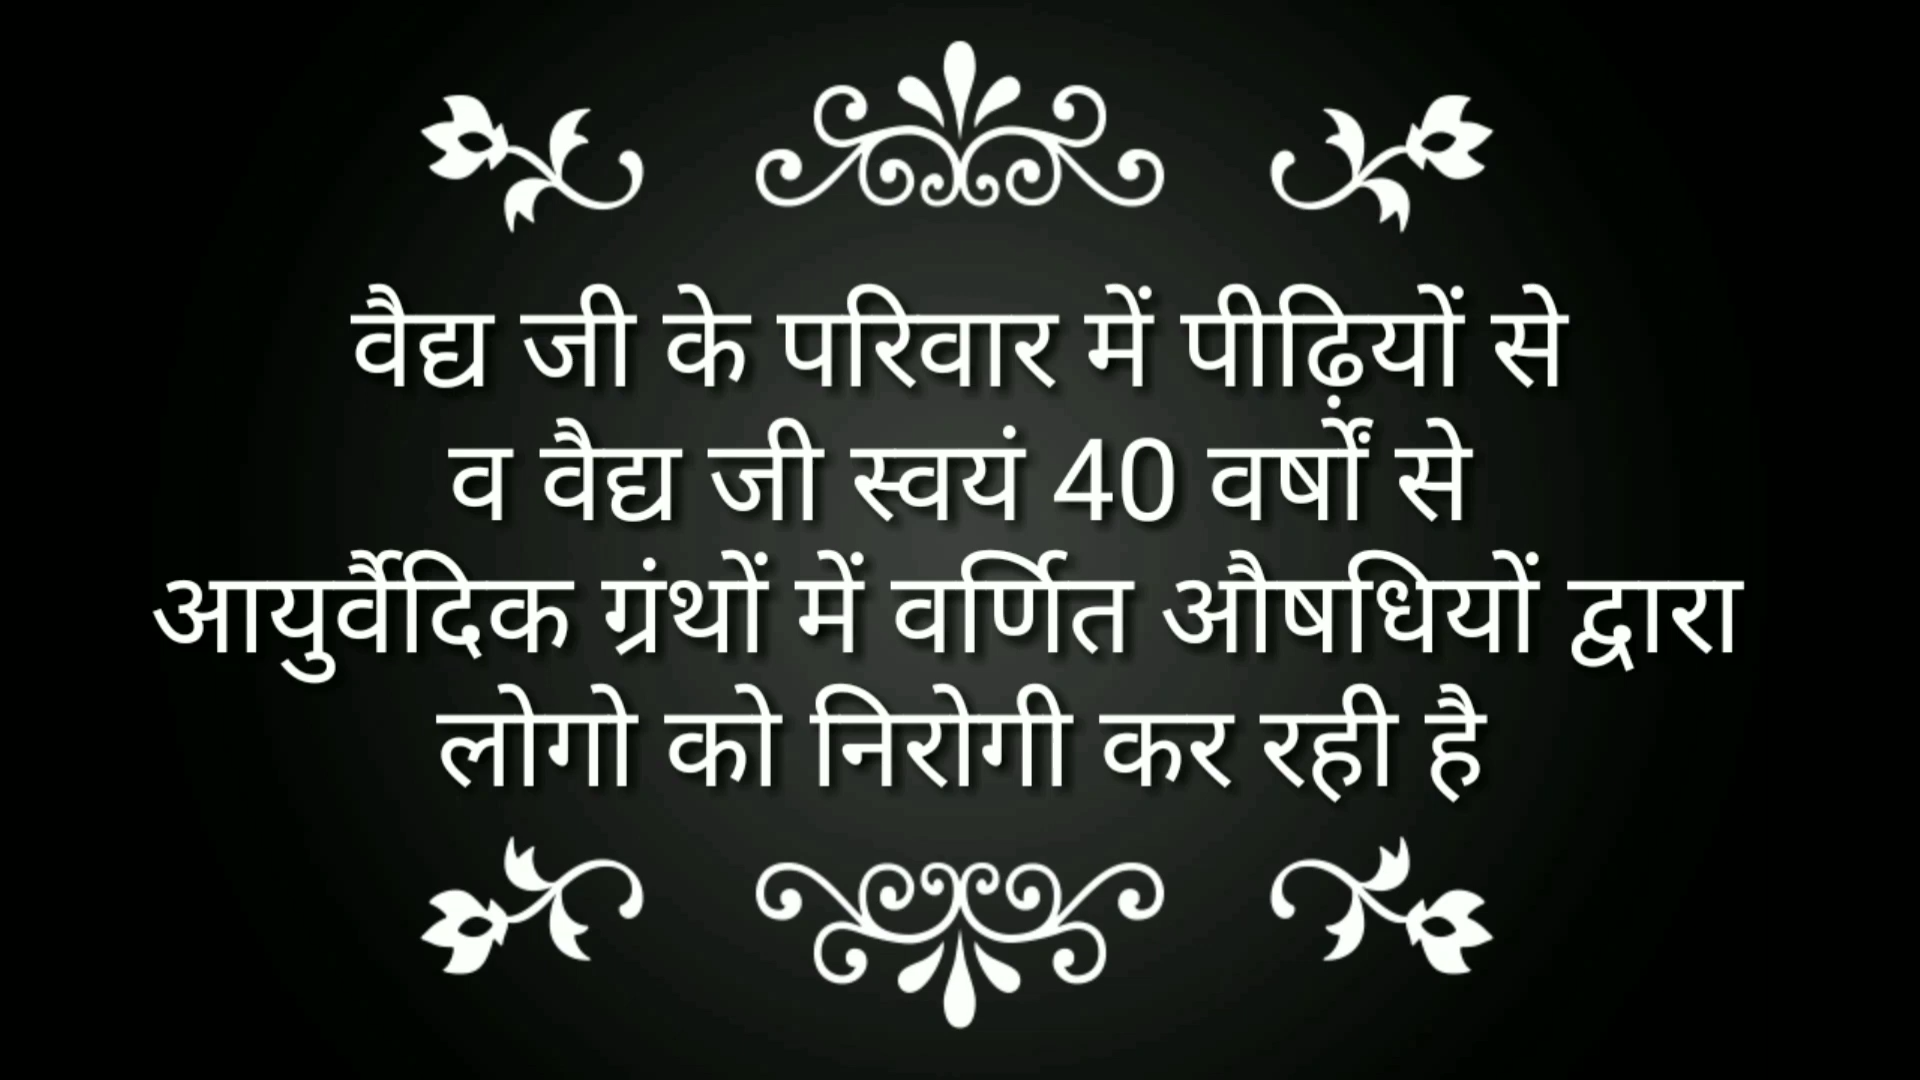 वैद्य जी के परिवार में पीढ़ियों से
व वैद्य जी स्वयं 40 वर्षों से
आयुर्वैदिक ग्रंथों में वर्णित औषधियों द्वारा
लोगो को निरोगी कर रही है